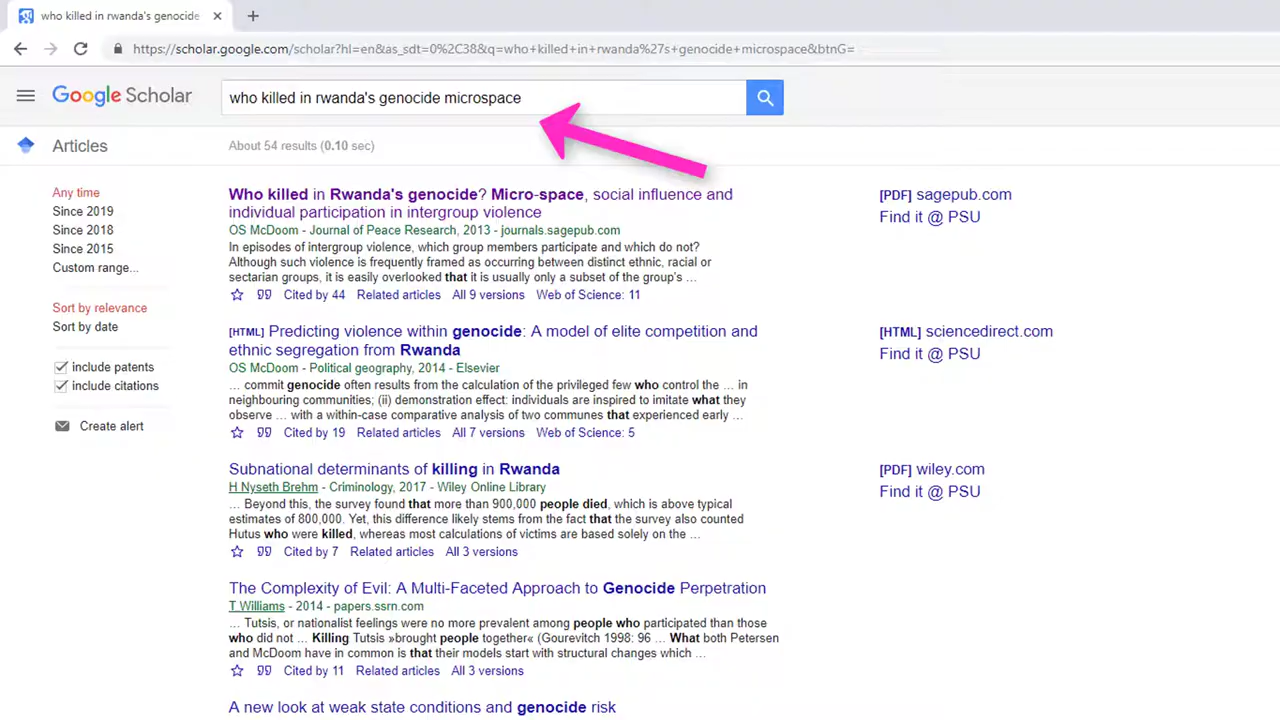 who killed in rwanda's genocide
https://scholar.google.com/scholar?hl=en&as_sdt=0%2C38&q=who+killed+in+rwanda%27s+genocide+microspace&btnG=
Google Scholar
who killed in rwanda's genocide microspace
Articles
About 54 results (0.10 sec)
Any time
Since 2019
Since 2018
Since 2015
Custom range...
Sort by relevance
Sort by date
include patents
include citations
Create alert
Who killed in Rwanda's genocide? Micro-space, social influence and
individual participation in intergroup violence
OS McDoom - Journal of Peace Research, 2013 - journals.sagepub.com
In episodes of intergroup violence, which group members participate and which do not?
Although such violence is frequently framed as occurring between distinct ethnic, racial or
sectarian groups, it is easily overlooked that it is usually only a subset of the group's ...
Cited by 44 Related articles All 9 versions Web of Science: 11
[PDF] sagepub.com
Find it @ PSU
[HTML] Predicting violence within genocide: A model of elite competition and
ethnic segregation from Rwanda
OS McDoom - Political geography, 2014 - Elsevier
... commit genocide often results from the calculation of the privileged few who control the ... in
neighbouring communities; (ii) demonstration effect: individuals are inspired to imitate what they
observe ... with a within-case comparative analysis of two communes that experienced early ...
Cited by 19 Related articles All 7 versions Web of Science: 5
[HTML] sciencedirect.com
Find it @ PSU
Subnational determinants of killing in Rwanda
H Nyseth Brehm - Criminology, 2017 - Wiley Online Library
... Beyond this, the survey found that more than 900,000 people died, which is above typical
estimates of 800,000. Yet, this difference likely stems from the fact that the survey also counted
Hutus who were killed, whereas most calculations of victims are based solely on the ...
Cited by 7 Related articles All 3 versions
[PDF] wiley.com
Find it @ PSU
The Complexity of Evil: A Multi-Faceted Approach to Genocide Perpetration
T Williams - 2014 - papers.ssrn.com
... Tutsis, or nationalist feelings were no more prevalent among people who participated than those
who did not ... Killing Tutsis »brought people together« (Gourevitch 1998: 96 ... What both Petersen
and McDoom have in common is that their models start with structural changes which ...
Cited by 11 Related articles All 3 versions
A new look at weak state conditions and genocide risk